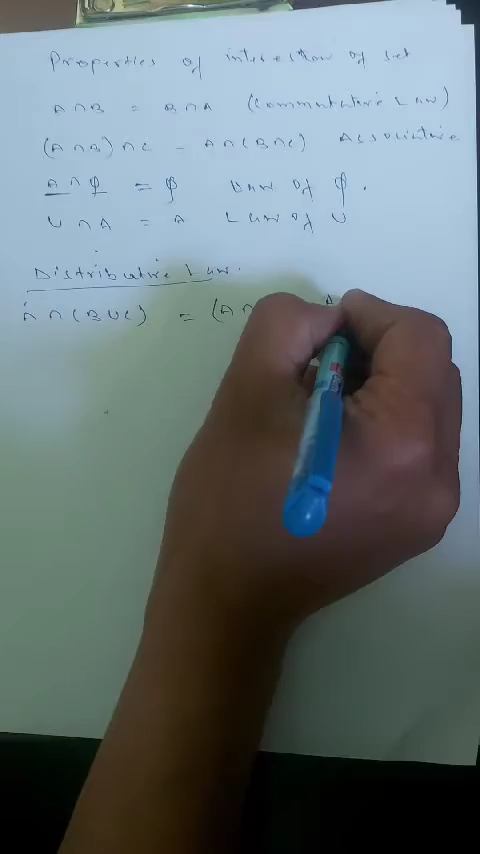 Properties of intersection of set
A∩B = B∩A (Commutative Law)
(A∩B)∩C = A∩(B∩C) Associative
A∩φ = φ Law of φ.
U∩A = A Law of U
Distributive Law.
A∩(B∪C) = (A∩ A